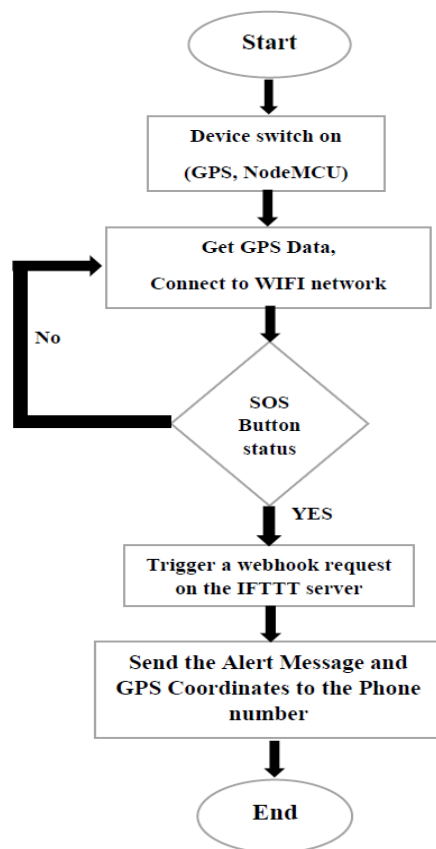 Start
Device switch on
(GPS, NodeMCU)
Get GPS Data,
Connect to WIFI network
No
SOS
Button
status
YES
Trigger a webhook request
on the IFTTT server
Send the Alert Message and
GPS Coordinates to the Phone
number
End